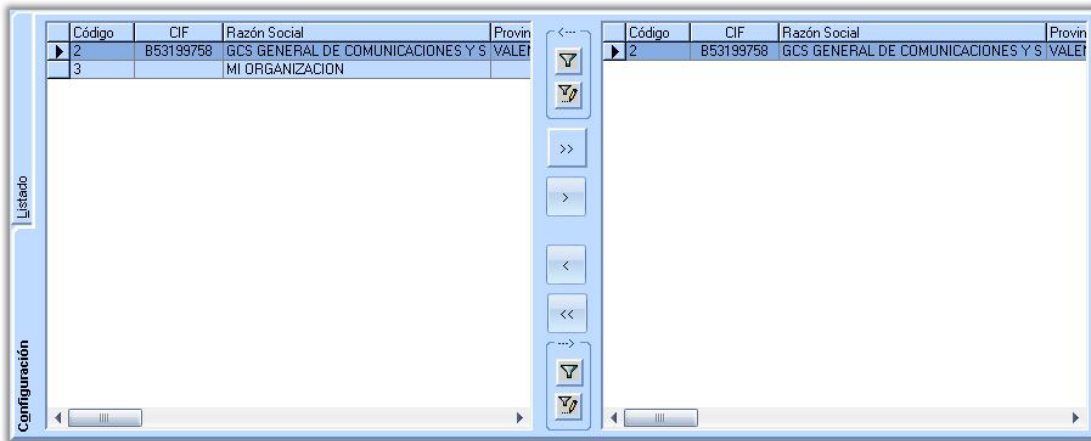 Código CIF Razón Social Provin
2 B53199758 GCS GENERAL DE COMUNICACIONES Y S VALEN
3 MI ORGANIZACION
<---
>>
>
<
<<
--->
Código CIF Razón Social Provin
2 B53199758 GCS GENERAL DE COMUNICACIONES Y S VALEN
Listado
Configuración